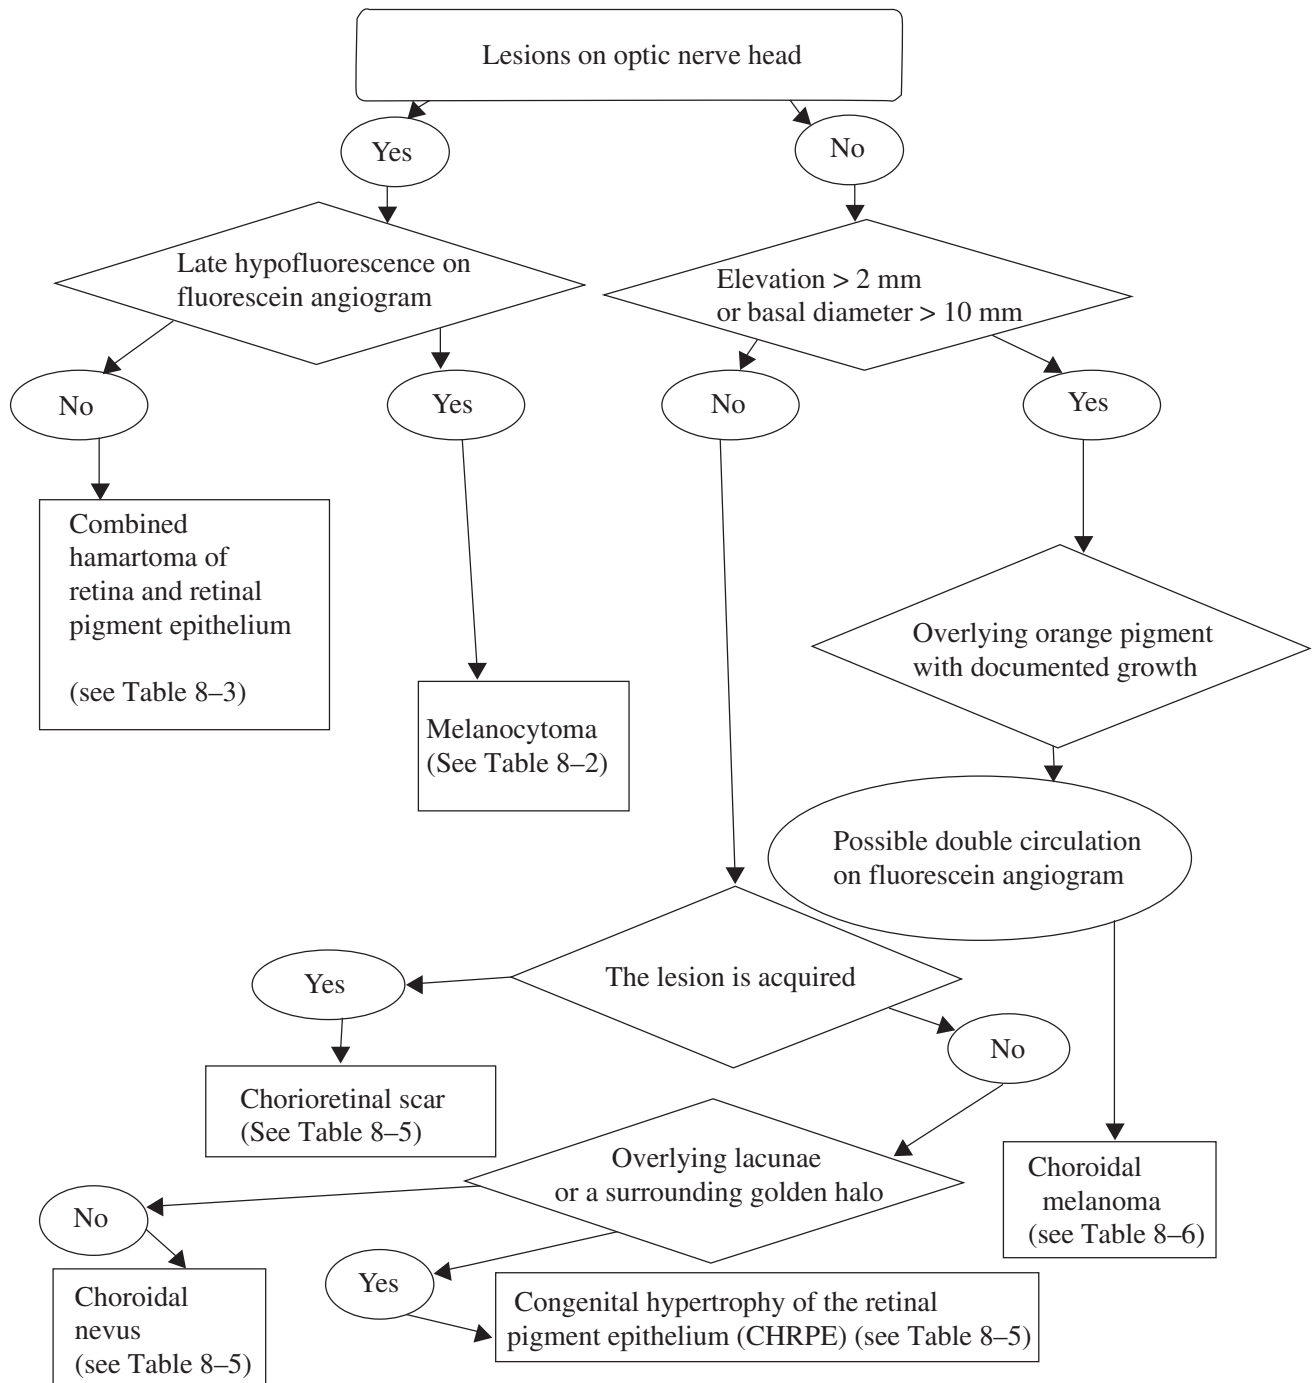 Lesions on optic nerve head
Yes
No
Late hypofluorescence on
fluorescein angiogram
Elevation > 2 mm
or basal diameter > 10 mm
No
Yes
No
Yes
Combined
hamartoma of
retina and retinal
pigment epithelium
(see Table 8–3)
Overlying orange pigment
with documented growth
Melanocytoma
(See Table 8–2)
Possible double circulation
on fluorescein angiogram
The lesion is acquired
Yes
No
Chorioretinal scar
(See Table 8–5)
Overlying lacunae
or a surrounding golden halo
Choroidal
melanoma
(see Table 8–6)
No
Yes
Choroidal
nevus
(see Table 8–5)
Congenital hypertrophy of the retinal
pigment epithelium (CHRPE) (see Table 8–5)